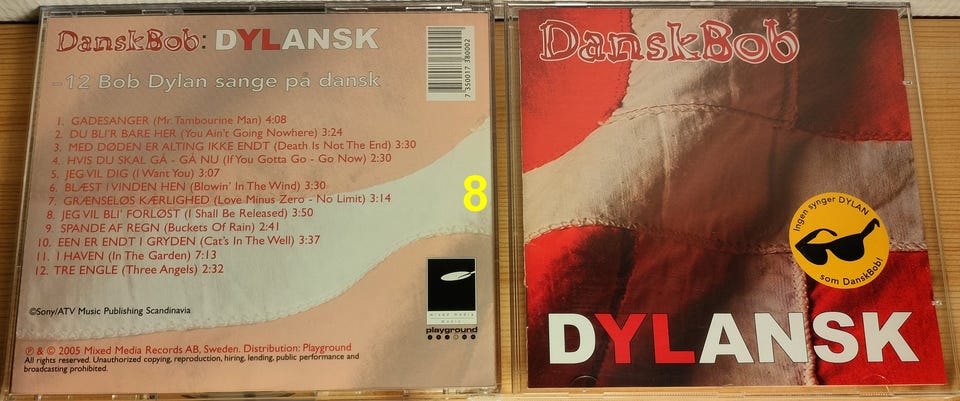 DANSKBOB: DYLANSK
-12 Bob Dylan sange på dansk
7 350017 380002
1. GADESANGER (Mr. Tambourine Man) 4:08
2. DU BLI'R BARE HER (You Ain't Going Nowhere) 3:24
3. MED DØDEN ER ALTING IKKE ENDT (Death Is Not The End) 3:30
4. HVIS DU SKAL GÅ - GÅ NU (If You Gotta Go - Go Now) 2:30
5. JEG VIL DIG (I Want You) 3:07
6. BLÆST I VINDEN HEN (Blowin' In The Wind) 3:30
7. GRÆNSELØS KÆRLIGHED (Love Minus Zero - No Limit) 3:14
8. JEG VIL BLI' FORLØST (I Shall Be Released) 3:50
9. SPANDE AF REGN (Buckets Of Rain) 2:41
10. EEN ER ENDT I GRYDEN (Cat's In The Well) 3:37
11. I HAVEN (In The Garden) 7:13
12. TRE ENGLE (Three Angels) 2:32
©Sony/ATV Music Publishing Scandinavia
mixed media
playground
℗ & © 2005 Mixed Media Records AB, Sweden. Distribution: Playground
All rights reserved. Unauthorized copying, reproduction, hiring, lending, public performance and
broadcasting prohibited.
8
DanskBob
Ingen synger DYLAN
som DanskBob!
DYLANSK